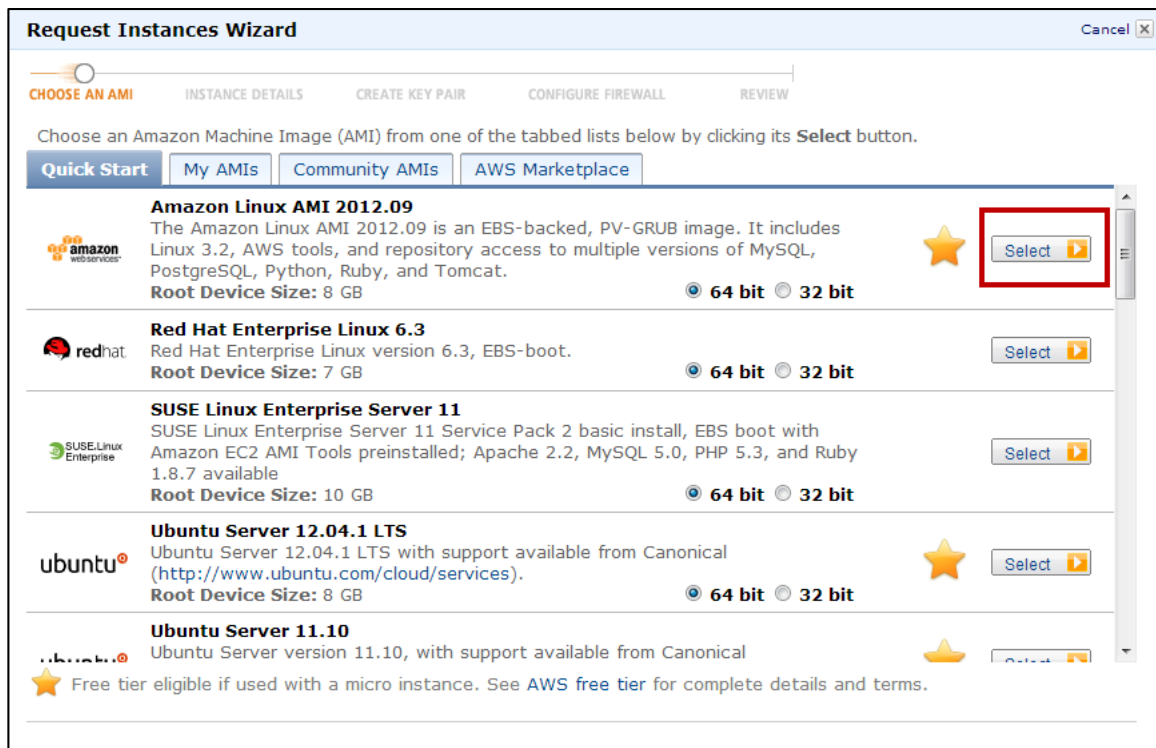 Request Instances Wizard
Cancel
CHOOSE AN AMI INSTANCE DETAILS CREATE KEY PAIR CONFIGURE FIREWALL REVIEW
Choose an Amazon Machine Image (AMI) from one of the tabbed lists below by clicking its Select button.
Quick Start My AMIs Community AMIs AWS Marketplace
Amazon Linux AMI 2012.09
The Amazon Linux AMI 2012.09 is an EBS-backed, PV-GRUB image. It includes
amazon Linux 3.2, AWS tools, and repository access to multiple versions of MySQL, Select
webservices PostgreSQL, Python, Ruby, and Tomcat.
Root Device Size: 8 GB 64 bit 32 bit
Red Hat Enterprise Linux 6.3
redhat. Red Hat Enterprise Linux version 6.3, EBS-boot. Select
Root Device Size: 7 GB 64 bit 32 bit
SUSE Linux Enterprise Server 11
SUSE Linux Enterprise Server 11 Service Pack 2 basic install, EBS boot with
SUSE.Linux Enterprise Amazon EC2 AMI Tools preinstalled; Apache 2.2, MySQL 5.0, PHP 5.3, and Ruby Select
1.8.7 available
Root Device Size: 10 GB 64 bit 32 bit
Ubuntu Server 12.04.1 LTS
ubuntu Ubuntu Server 12.04.1 LTS with support available from Canonical Select
(http://www.ubuntu.com/cloud/services).
Root Device Size: 8 GB 64 bit 32 bit
Ubuntu Server 11.10
ubuntu Ubuntu Server version 11.10, with support available from Canonical Select
Free tier eligible if used with a micro instance. See AWS free tier for complete details and terms.